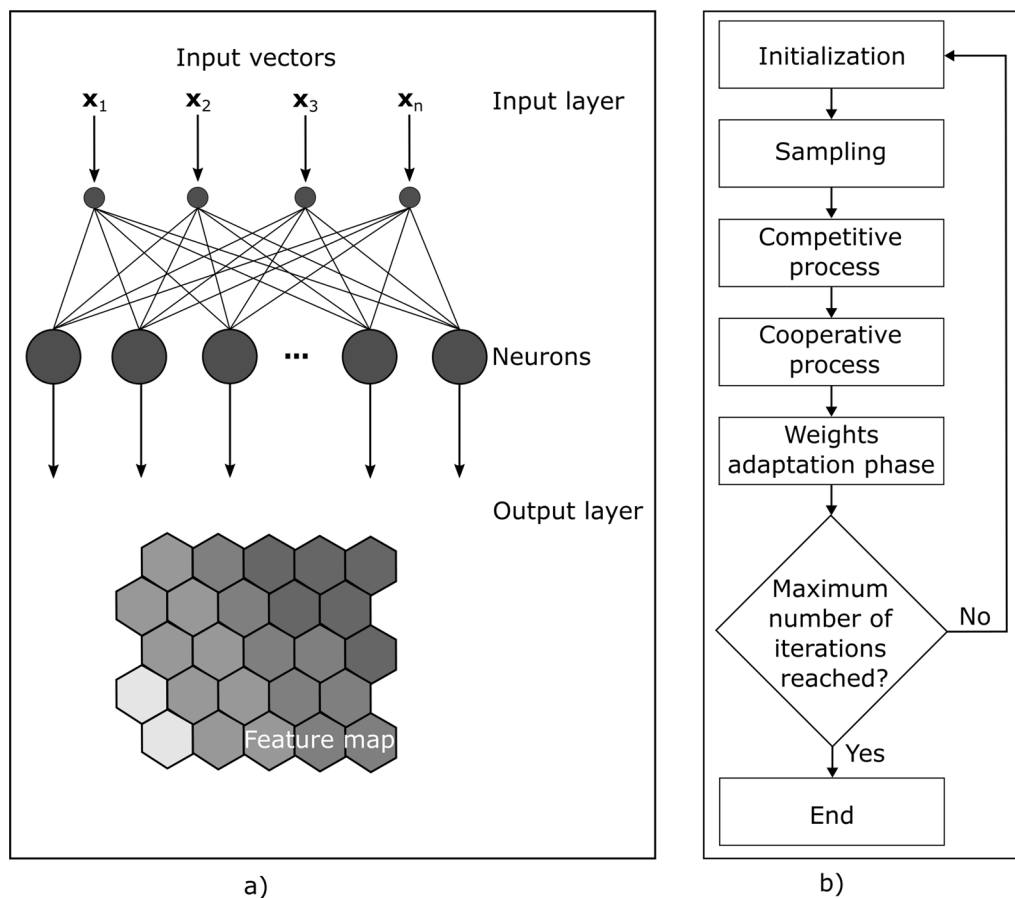 Input vectors
x1 x2 x3 xn Input layer
... Neurons
Output layer
Feature map
a)
Initialization
Sampling
Competitive
process
Cooperative
process
Weights
adaptation phase
Maximum
number of
iterations
reached?
No
Yes
End
b)